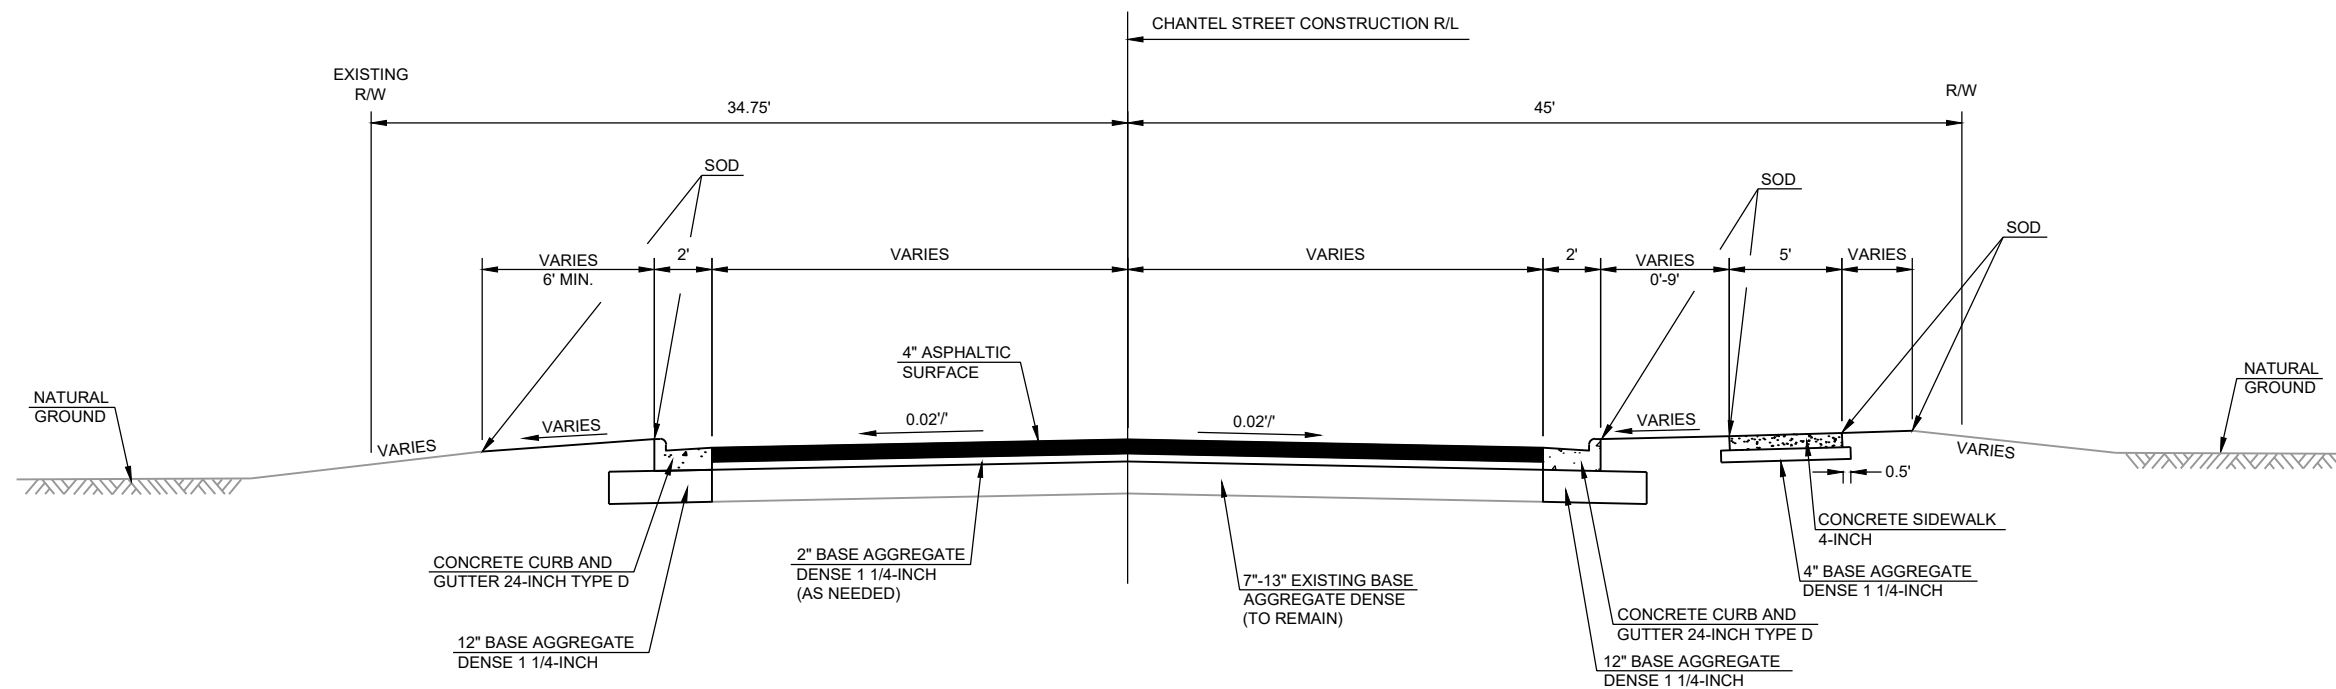 CHANTEL STREET CONSTRUCTION R/L
EXISTING
R/W
R/W
34.75'
45'
SOD
SOD
SOD
VARIES
6' MIN.
2'
VARIES
VARIES
2'
VARIES
0'-9'
5'
VARIES
4" ASPHALTIC
SURFACE
NATURAL
GROUND
NATURAL
GROUND
VARIES
VARIES
0.02'/'
0.02'/'
VARIES
VARIES
0.5'
CONCRETE CURB AND
GUTTER 24-INCH TYPE D
2" BASE AGGREGATE
DENSE 1 1/4-INCH
(AS NEEDED)
7"-13" EXISTING BASE
AGGREGATE DENSE
(TO REMAIN)
CONCRETE SIDEWALK
4-INCH
4" BASE AGGREGATE
DENSE 1 1/4-INCH
CONCRETE CURB AND
GUTTER 24-INCH TYPE D
12" BASE AGGREGATE
DENSE 1 1/4-INCH
12" BASE AGGREGATE
DENSE 1 1/4-INCH